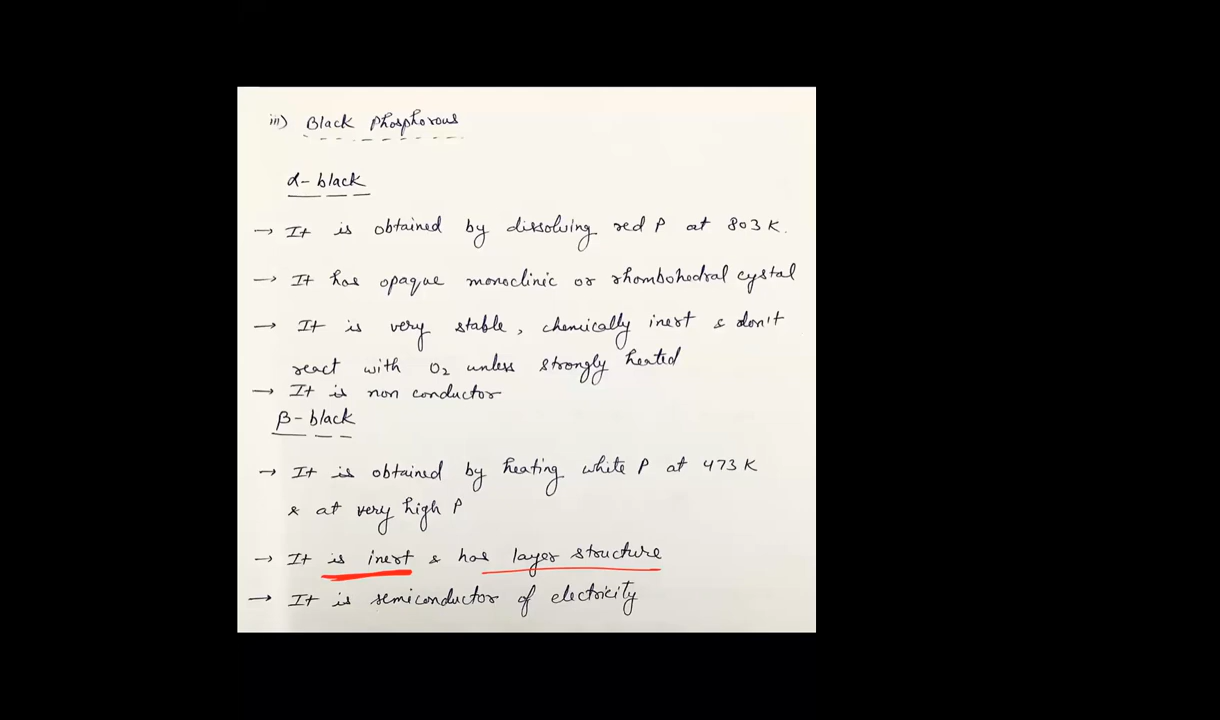 iii) Black Phosphorous
α-black
→ It is obtained by dissolving red P at 803 K.
→ It has opaque monoclinic or rhombohedral cystal
→ It is very stable, chemically inert & don't
react with O2 unless strongly heated
→ It is non conductor
β-black
→ It is obtained by heating white P at 473 K
& at very high P
→ It is inert & has layer structure
→ It is semiconductor of electricity